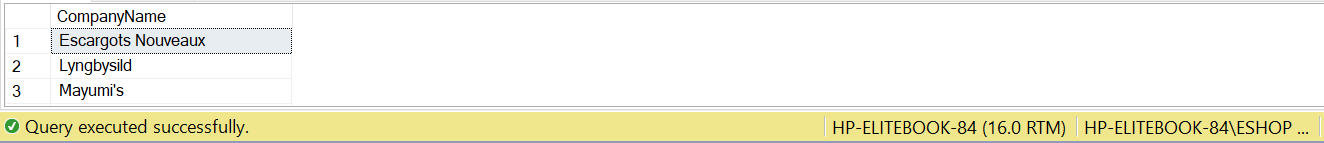 CompanyName
1 Escargots Nouveaux
2 Lyngbysild
3 Mayumi's
Query executed successfully. HP-ELITEBOOK-84 (16.0 RTM) HP-ELITEBOOK-84\ESHOP ...